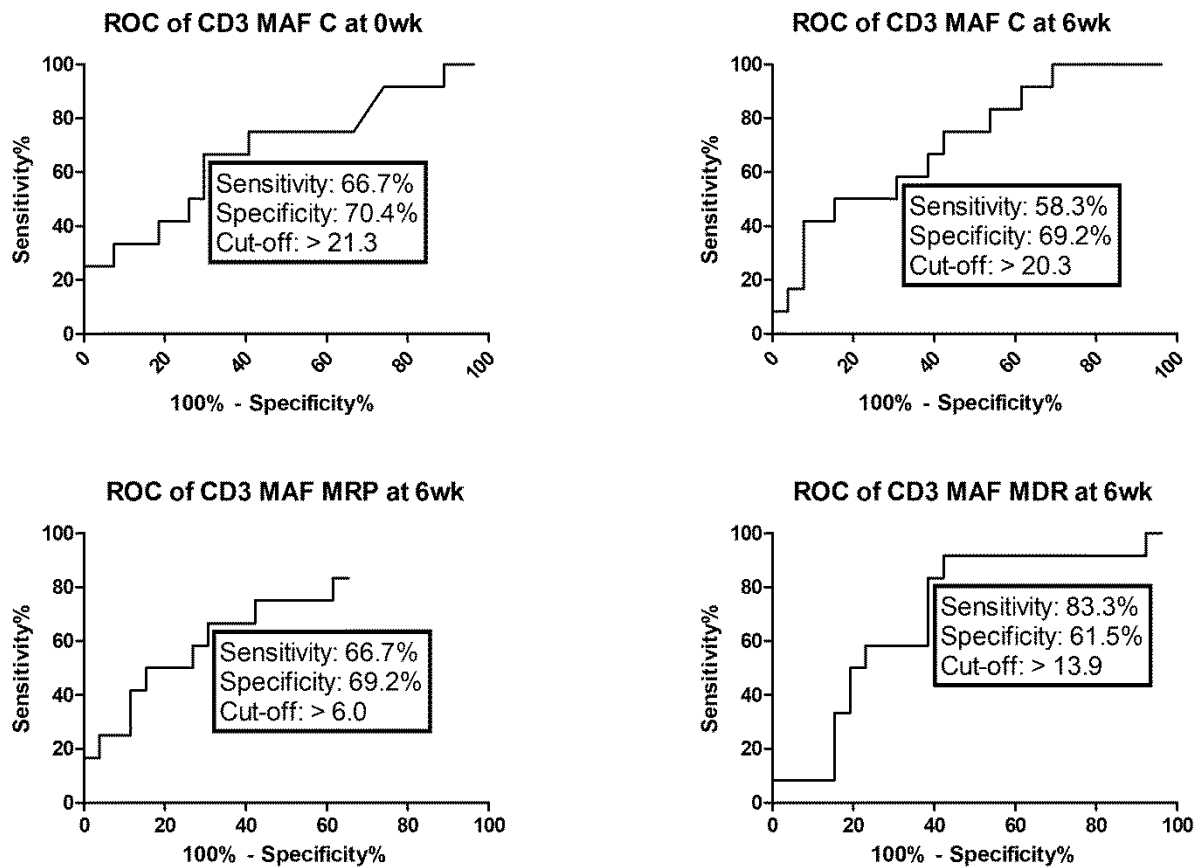 ROC of CD3 MAF C at 0wk
Sensitivity%
100
80
60
40
20
0
Sensitivity: 66.7%
Specificity: 70.4%
Cut-off: > 21.3
0 20 40 60 80 100
100% - Specificity%
ROC of CD3 MAF C at 6wk
Sensitivity%
100
80
60
40
20
0
Sensitivity: 58.3%
Specificity: 69.2%
Cut-off: > 20.3
0 20 40 60 80 100
100% - Specificity%
ROC of CD3 MAF MRP at 6wk
Sensitivity%
100
80
60
40
20
0
Sensitivity: 66.7%
Specificity: 69.2%
Cut-off: > 6.0
0 20 40 60 80 100
100% - Specificity%
ROC of CD3 MAF MDR at 6wk
Sensitivity%
100
80
60
40
20
0
Sensitivity: 83.3%
Specificity: 61.5%
Cut-off: > 13.9
0 20 40 60 80 100
100% - Specificity%